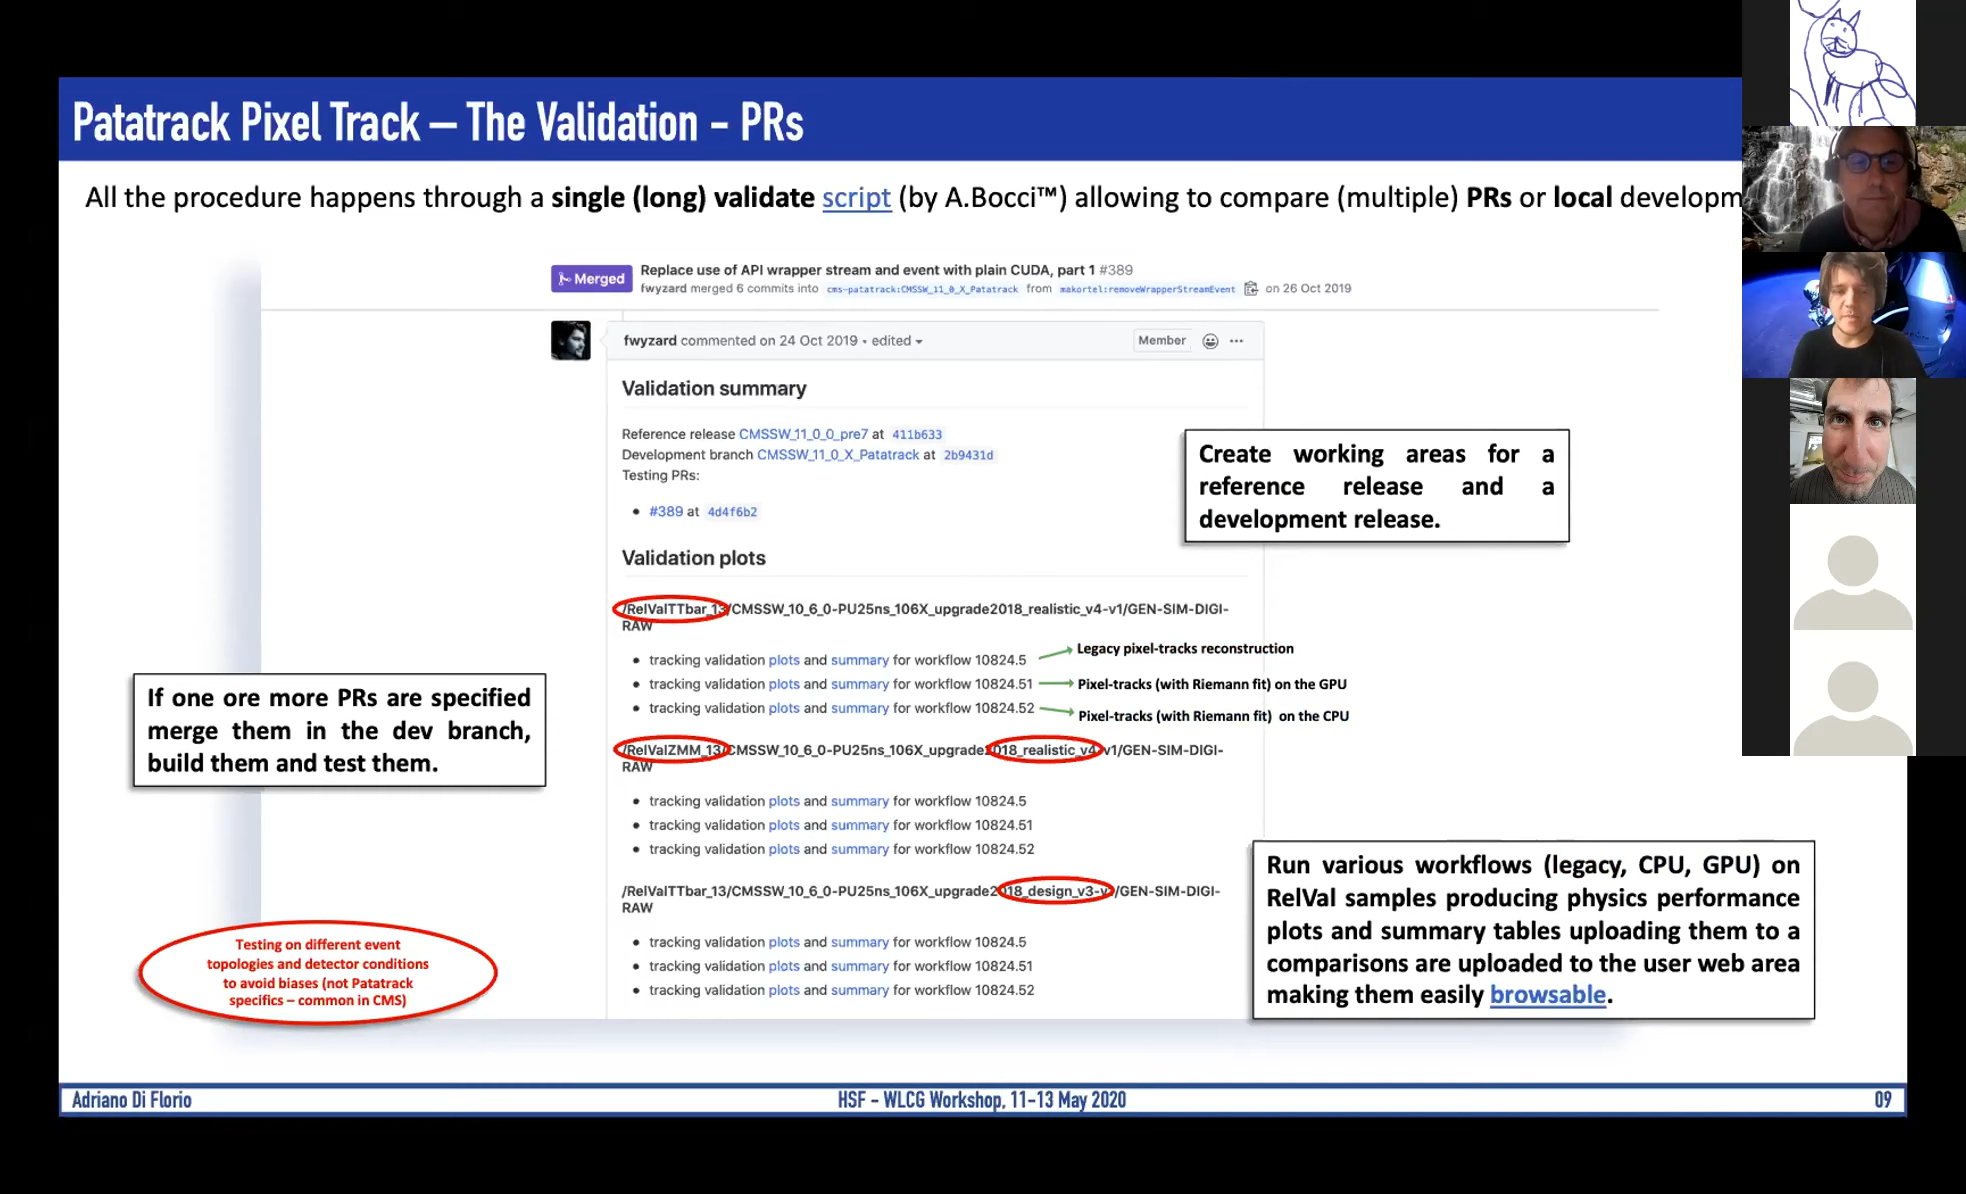 Patatrack Pixel Track – The Validation - PRs
All the procedure happens through a single (long) validate script (by A.Bocci™) allowing to compare (multiple) PRs or local developm
Merged
Replace use of API wrapper stream and event with plain CUDA, part 1 #389
fwyzard merged 6 commits into cms-patatrack:CMSSW_11_0_X_Patatrack from makortel:removeWrapperStreamEvent on 26 Oct 2019
fwyzard commented on 24 Oct 2019 • edited
Member
Validation summary
Reference release CMSSW_11_0_0_pre7 at 411b633
Development branch CMSSW_11_0_X_Patatrack at 2b9431d
Testing PRs:
• #389 at 4d4f6b2
Create working areas for a
reference release and a
development release.
Validation plots
/RelValTTbar_13/CMSSW_10_6_0-PU25ns_106X_upgrade2018_realistic_v4-v1/GEN-SIM-DIGI-
RAW
• tracking validation plots and summary for workflow 10824.5
Legacy pixel-tracks reconstruction
• tracking validation plots and summary for workflow 10824.51
Pixel-tracks (with Riemann fit) on the GPU
• tracking validation plots and summary for workflow 10824.52
Pixel-tracks (with Riemann fit) on the CPU
If one ore more PRs are specified
merge them in the dev branch,
build them and test them.
/RelValZMM_13/CMSSW_10_6_0-PU25ns_106X_upgrade2018_realistic_v4-v1/GEN-SIM-DIGI-
RAW
• tracking validation plots and summary for workflow 10824.5
• tracking validation plots and summary for workflow 10824.51
• tracking validation plots and summary for workflow 10824.52
/RelValTTbar_13/CMSSW_10_6_0-PU25ns_106X_upgrade2018_design_v3-v1/GEN-SIM-DIGI-
RAW
• tracking validation plots and summary for workflow 10824.5
• tracking validation plots and summary for workflow 10824.51
• tracking validation plots and summary for workflow 10824.52
Run various workflows (legacy, CPU, GPU) on
RelVal samples producing physics performance
plots and summary tables uploading them to a
comparisons are uploaded to the user web area
making them easily browsable.
Testing on different event
topologies and detector conditions
to avoid biases (not Patatrack
specifics – common in CMS)
Adriano Di Florio
HSF - WLCG Workshop, 11-13 May 2020
09